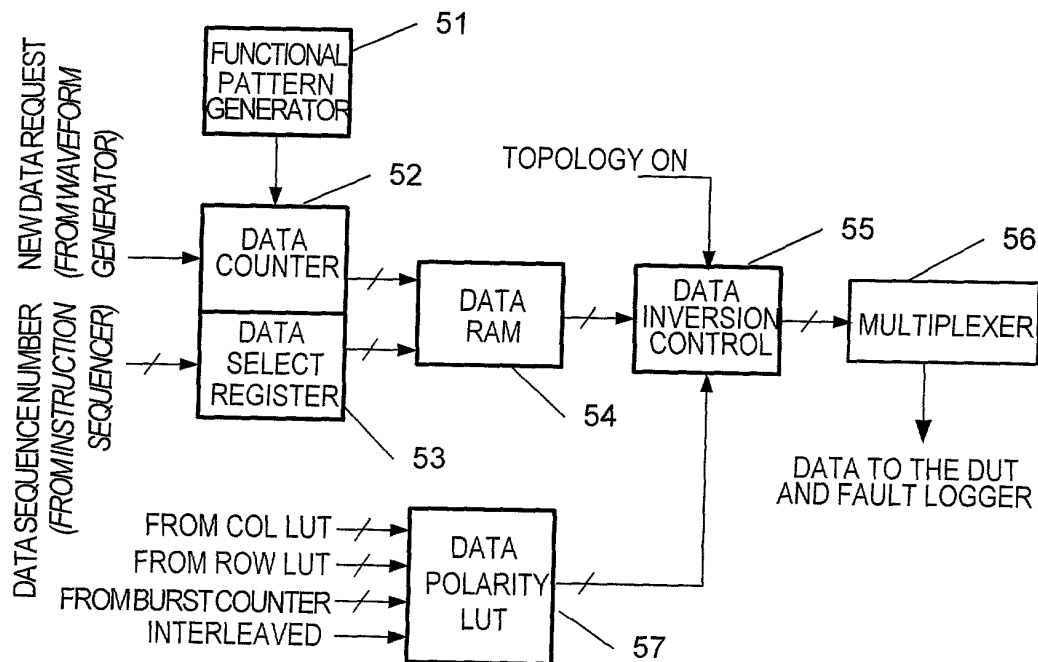 51
FUNCTIONAL
PATTERN
GENERATOR
NEW DATA REQUEST
(FROM WAVEFORM
GENERATOR)
52
DATA
COUNTER
TOPOLOGY ON
55
56
DATA SEQUENCE NUMBER
(FROM INSTRUCTION
SEQUENCER)
DATA
SELECT
REGISTER
53
DATA
RAM
54
DATA
INVERSION
CONTROL
MULTIPLEXER
DATA TO THE DUT
AND FAULT LOGGER
FROM COL LUT
FROM ROW LUT
FROM BURST COUNTER
INTERLEAVED
DATA
POLARITY
LUT
57